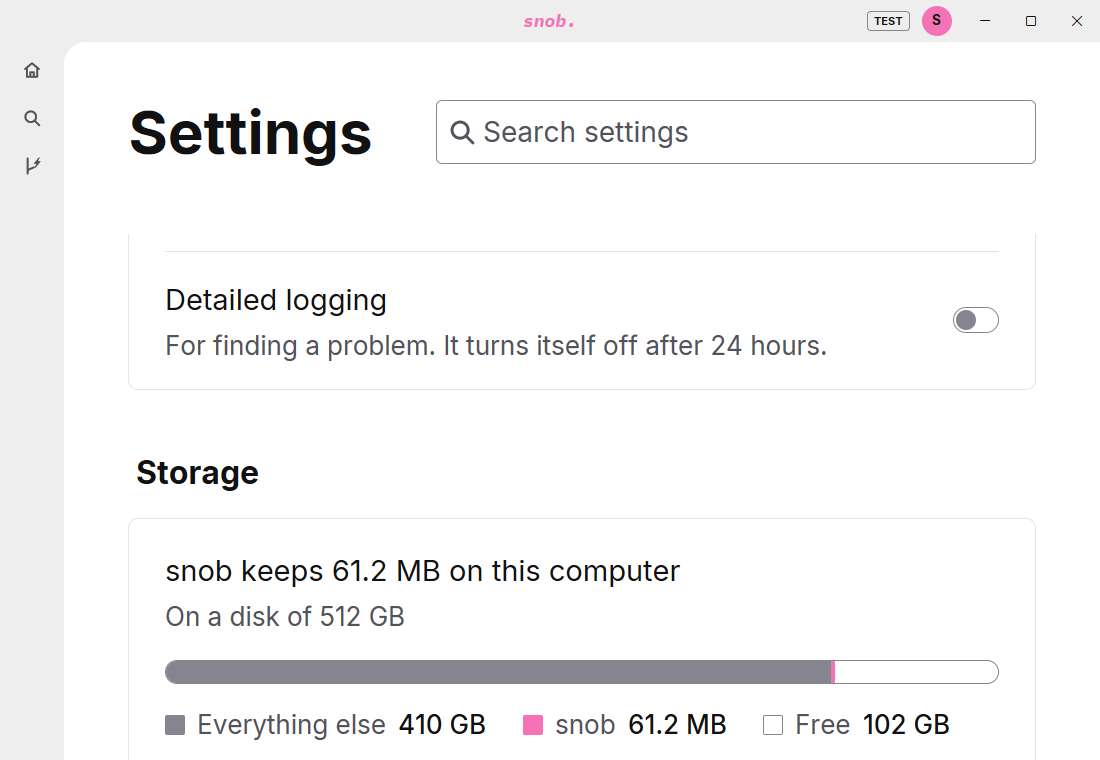 snob.
TEST
S
Settings
Search settings
Detailed logging
For finding a problem. It turns itself off after 24 hours.
Storage
snob keeps 61.2 MB on this computer
On a disk of 512 GB
Everything else 410 GB snob 61.2 MB Free 102 GB